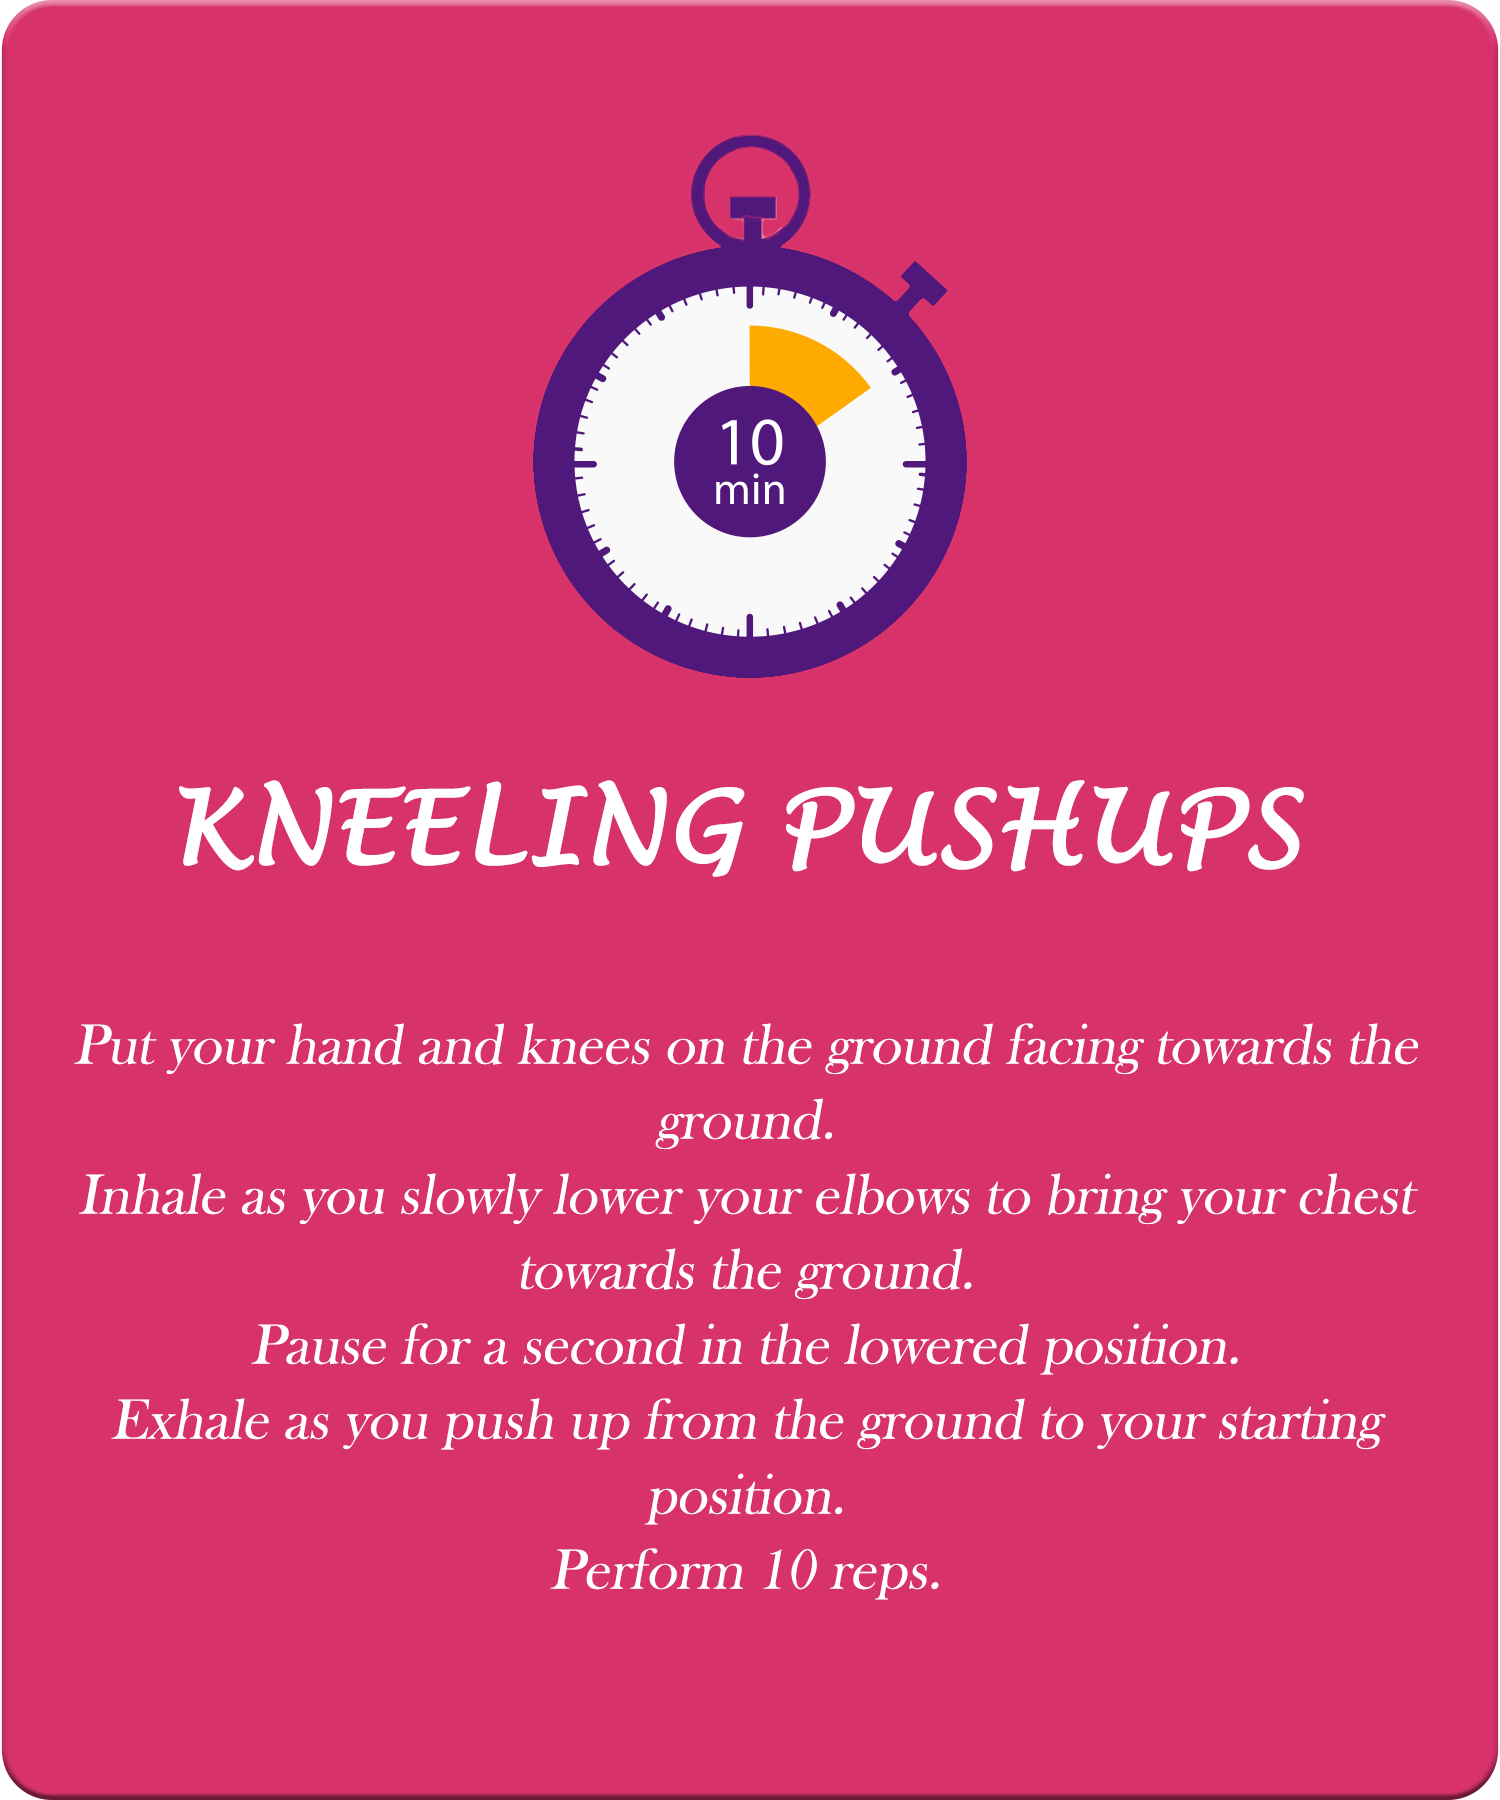 10
min
KNEELING PUSHUPS
Put your hand and knees on the ground facing towards the
ground.
Inhale as you slowly lower your elbows to bring your chest
towards the ground.
Pause for a second in the lowered position.
Exhale as you push up from the ground to your starting
position.
Perform 10 reps.